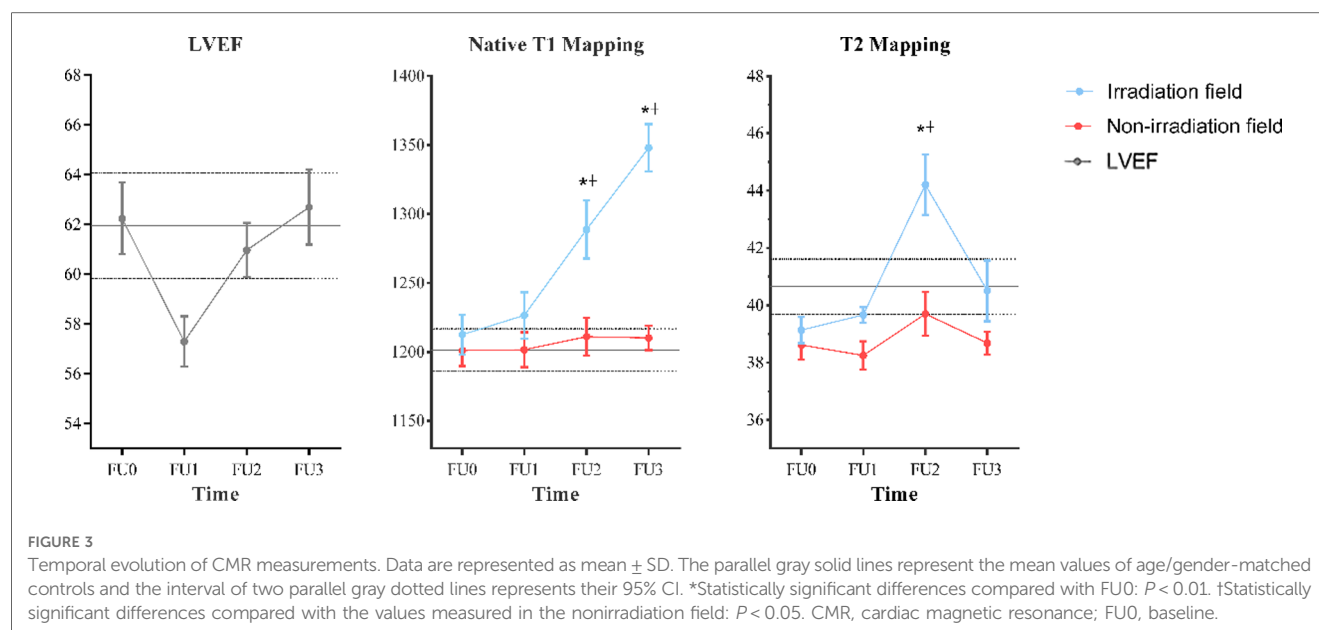 LVEF
Native T1 Mapping
T2 Mapping
68
66
64
62
60
58
56
54
FU0 FU1 FU2 FU3
Time
1400
1350
1300
1250
1200
1150
*†
*†
FU0 FU1 FU2 FU3
Time
48
46
44
42
40
38
36
*†
FU0 FU1 FU2 FU3
Time
Irradiation field
Non-irradiation field
LVEF
FIGURE 3
Temporal evolution of CMR measurements. Data are represented as mean ± SD. The parallel gray solid lines represent the mean values of age/gender-matched
controls and the interval of two parallel gray dotted lines represents their 95% CI. *Statistically significant differences compared with FU0: P < 0.01. †Statistically
significant differences compared with the values measured in the nonirradiation field: P < 0.05. CMR, cardiac magnetic resonance; FU0, baseline.